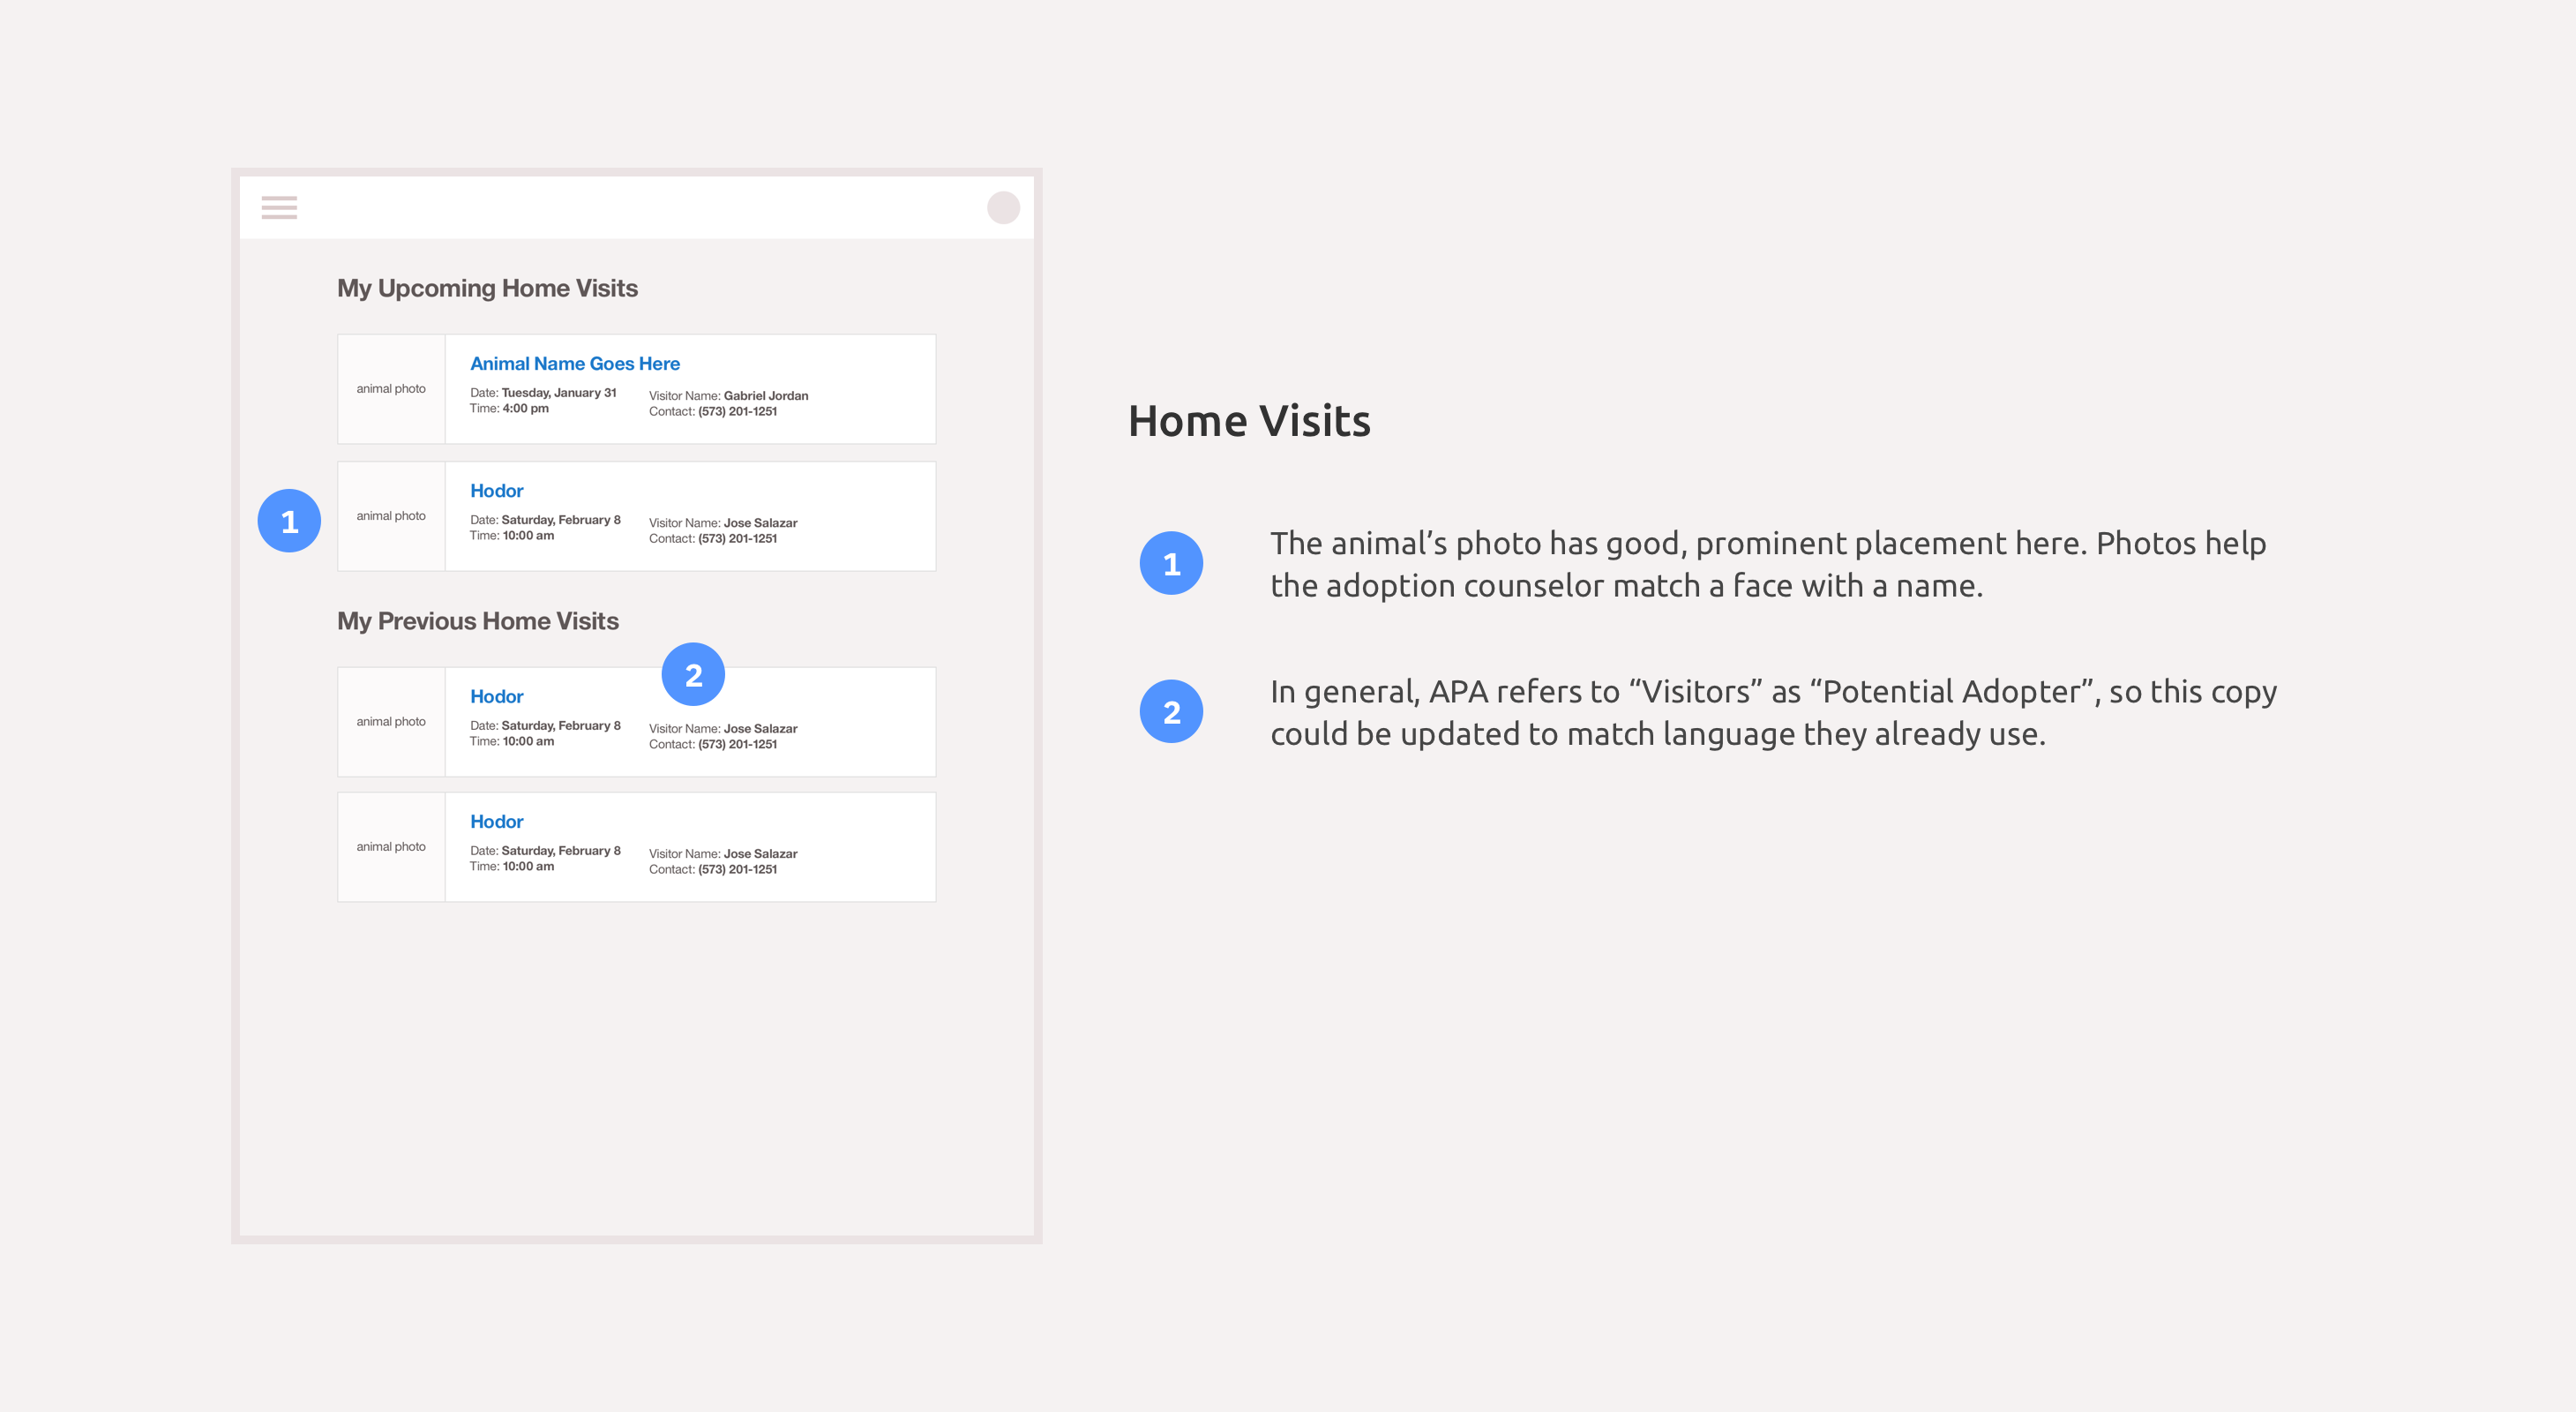 My Upcoming Home Visits
animal photo
Animal Name Goes Here
Date: Tuesday, January 31
Time: 4:00 pm
Visitor Name: Gabriel Jordan
Contact: (573) 201-1251
1
animal photo
Hodor
Date: Saturday, February 8
Time: 10:00 am
Visitor Name: Jose Salazar
Contact: (573) 201-1251
My Previous Home Visits
2
animal photo
Hodor
Date: Saturday, February 8
Time: 10:00 am
Visitor Name: Jose Salazar
Contact: (573) 201-1251
animal photo
Hodor
Date: Saturday, February 8
Time: 10:00 am
Visitor Name: Jose Salazar
Contact: (573) 201-1251
Home Visits
1
The animal’s photo has good, prominent placement here. Photos help
the adoption counselor match a face with a name.
2
In general, APA refers to “Visitors” as “Potential Adopter”, so this copy
could be updated to match language they already use.